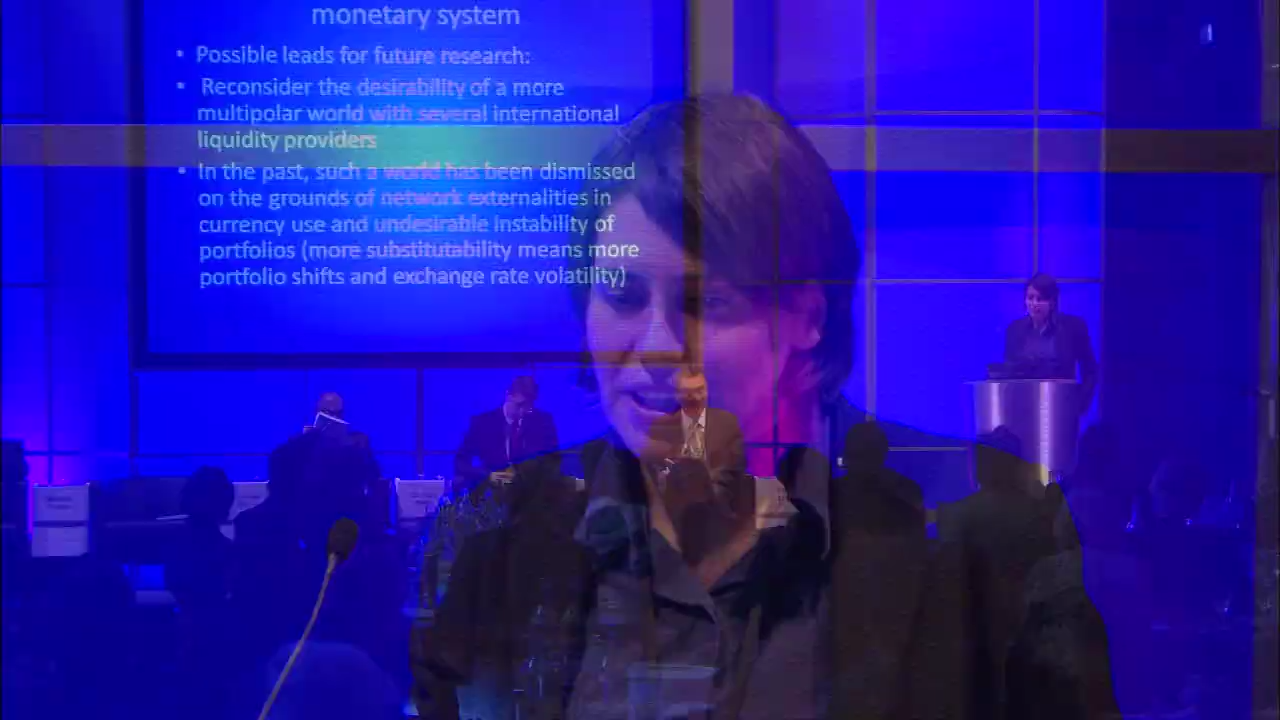 monetary system
• Possible leads for future research:
• Reconsider the desirability of a more
multipolar world with several international
liquidity providers
• In the past, such a world has been dismissed
on the grounds of network externalities in
currency use and undesirable instability of
portfolios (more substitutability means more
portfolio shifts and exchange rate volatility)